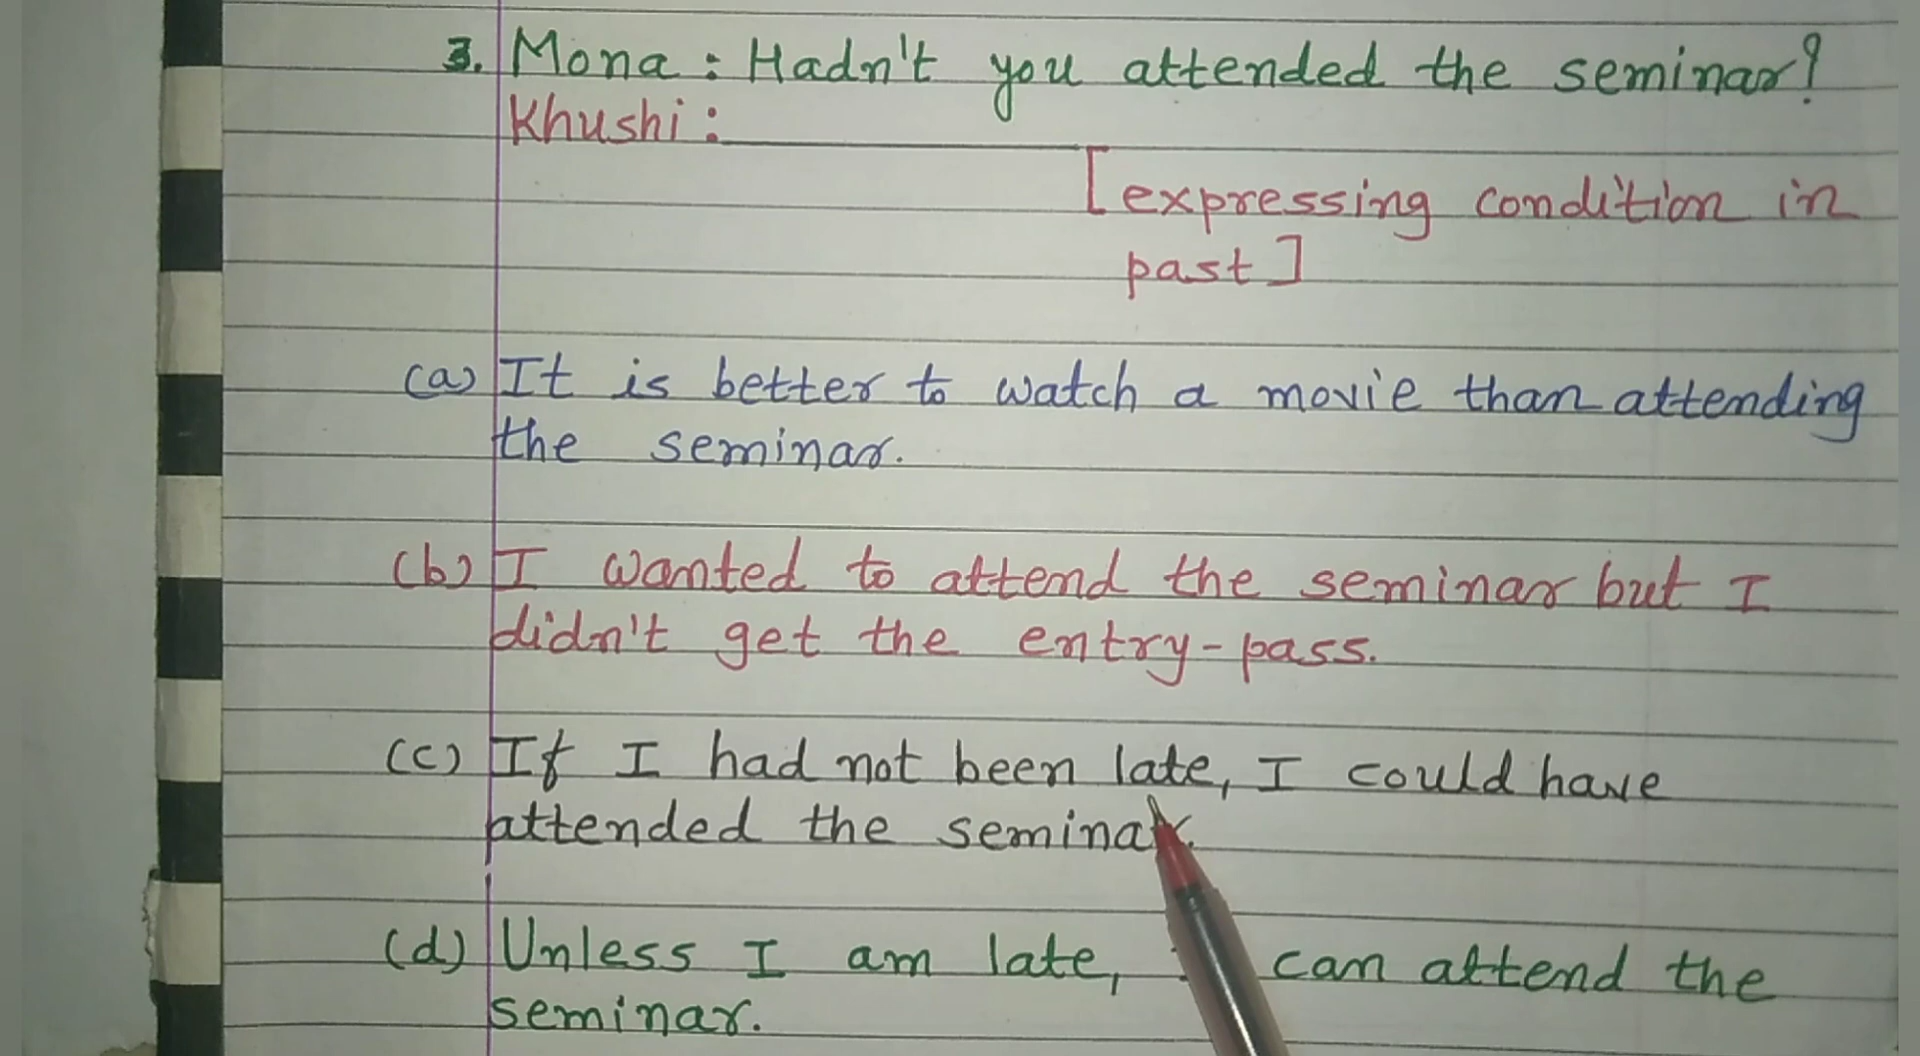 3. Mona : Hadn't you attended the seminar?
Khushi :
[expressing condition in
past]
(a) It is better to watch a movie than attending
the seminar.
(b) I wanted to attend the seminar but I
didn't get the entry-pass.
(c) If I had not been late, I could have
attended the seminar.
(d) Unless I am late, can attend the
seminar.